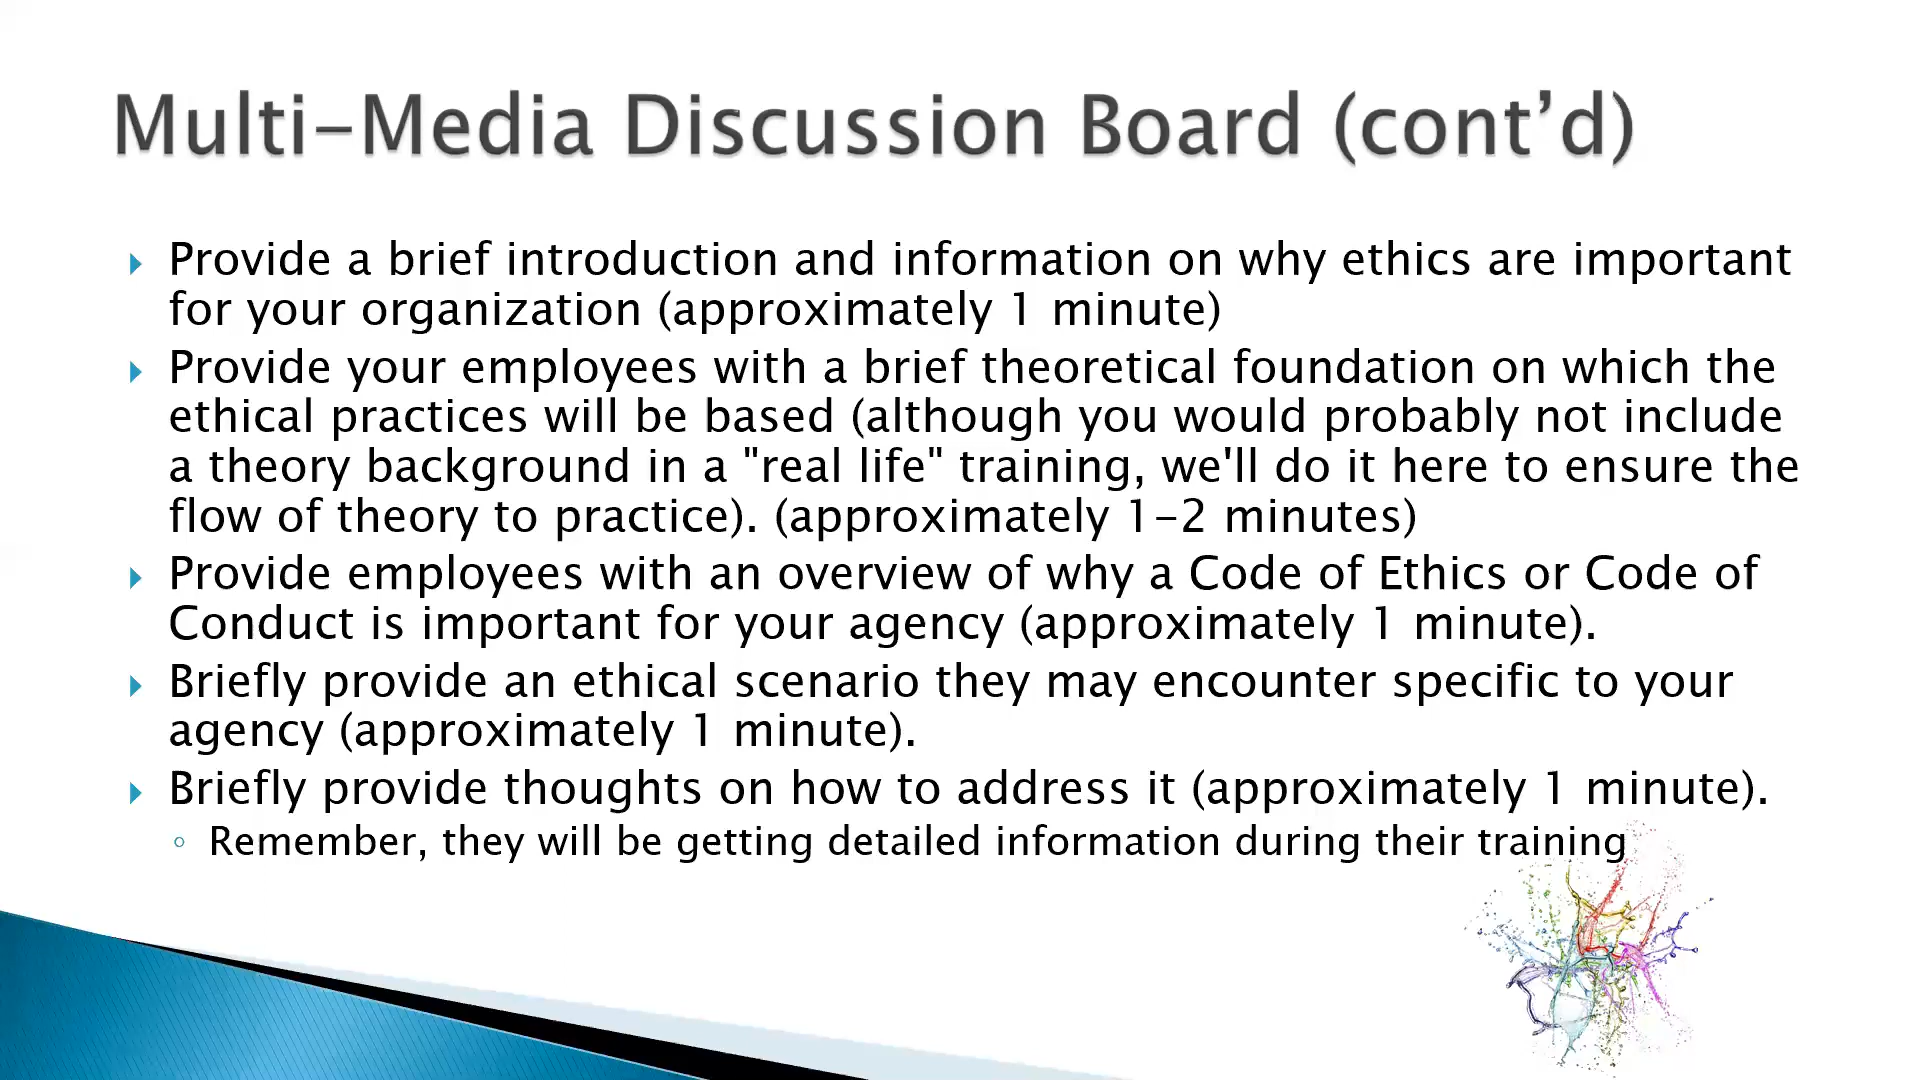 Multi-Media Discussion Board (cont’d)
Provide a brief introduction and information on why ethics are important
for your organization (approximately 1 minute)
Provide your employees with a brief theoretical foundation on which the
ethical practices will be based (although you would probably not include
a theory background in a "real life" training, we'll do it here to ensure the
flow of theory to practice). (approximately 1-2 minutes)
Provide employees with an overview of why a Code of Ethics or Code of
Conduct is important for your agency (approximately 1 minute).
Briefly provide an ethical scenario they may encounter specific to your
agency (approximately 1 minute).
Briefly provide thoughts on how to address it (approximately 1 minute).
Remember, they will be getting detailed information during their training